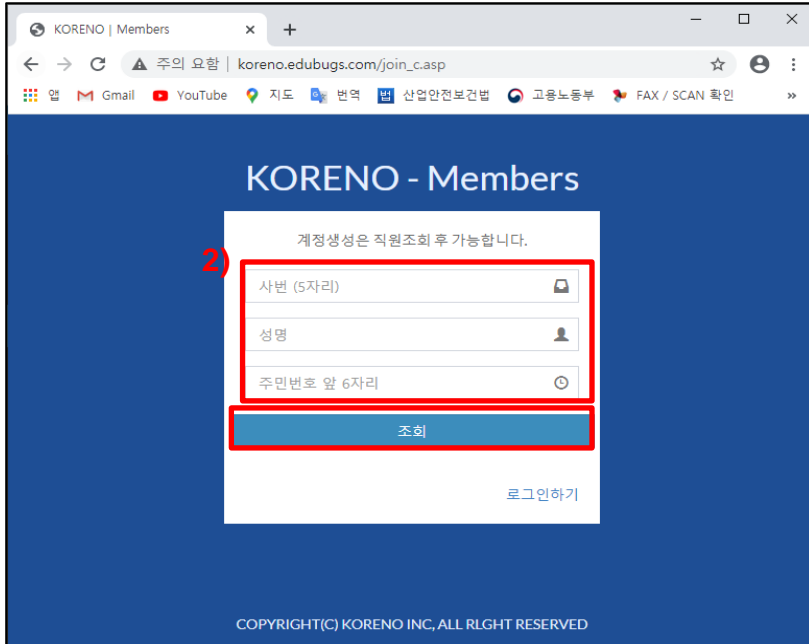 KORENO | Members
주의 요함 | koreno.edubugs.com/join_c.asp
앱 Gmail YouTube 지도 번역 법 산업안전보건법 고용노동부 FAX / SCAN 확인 »
KORENO - Members
계정생성은 직원조회 후 가능합니다.
2)
사번 (5자리)
성명
주민번호 앞 6자리
조회
로그인하기
COPYRIGHT(C) KORENO INC, ALL RLGHT RESERVED